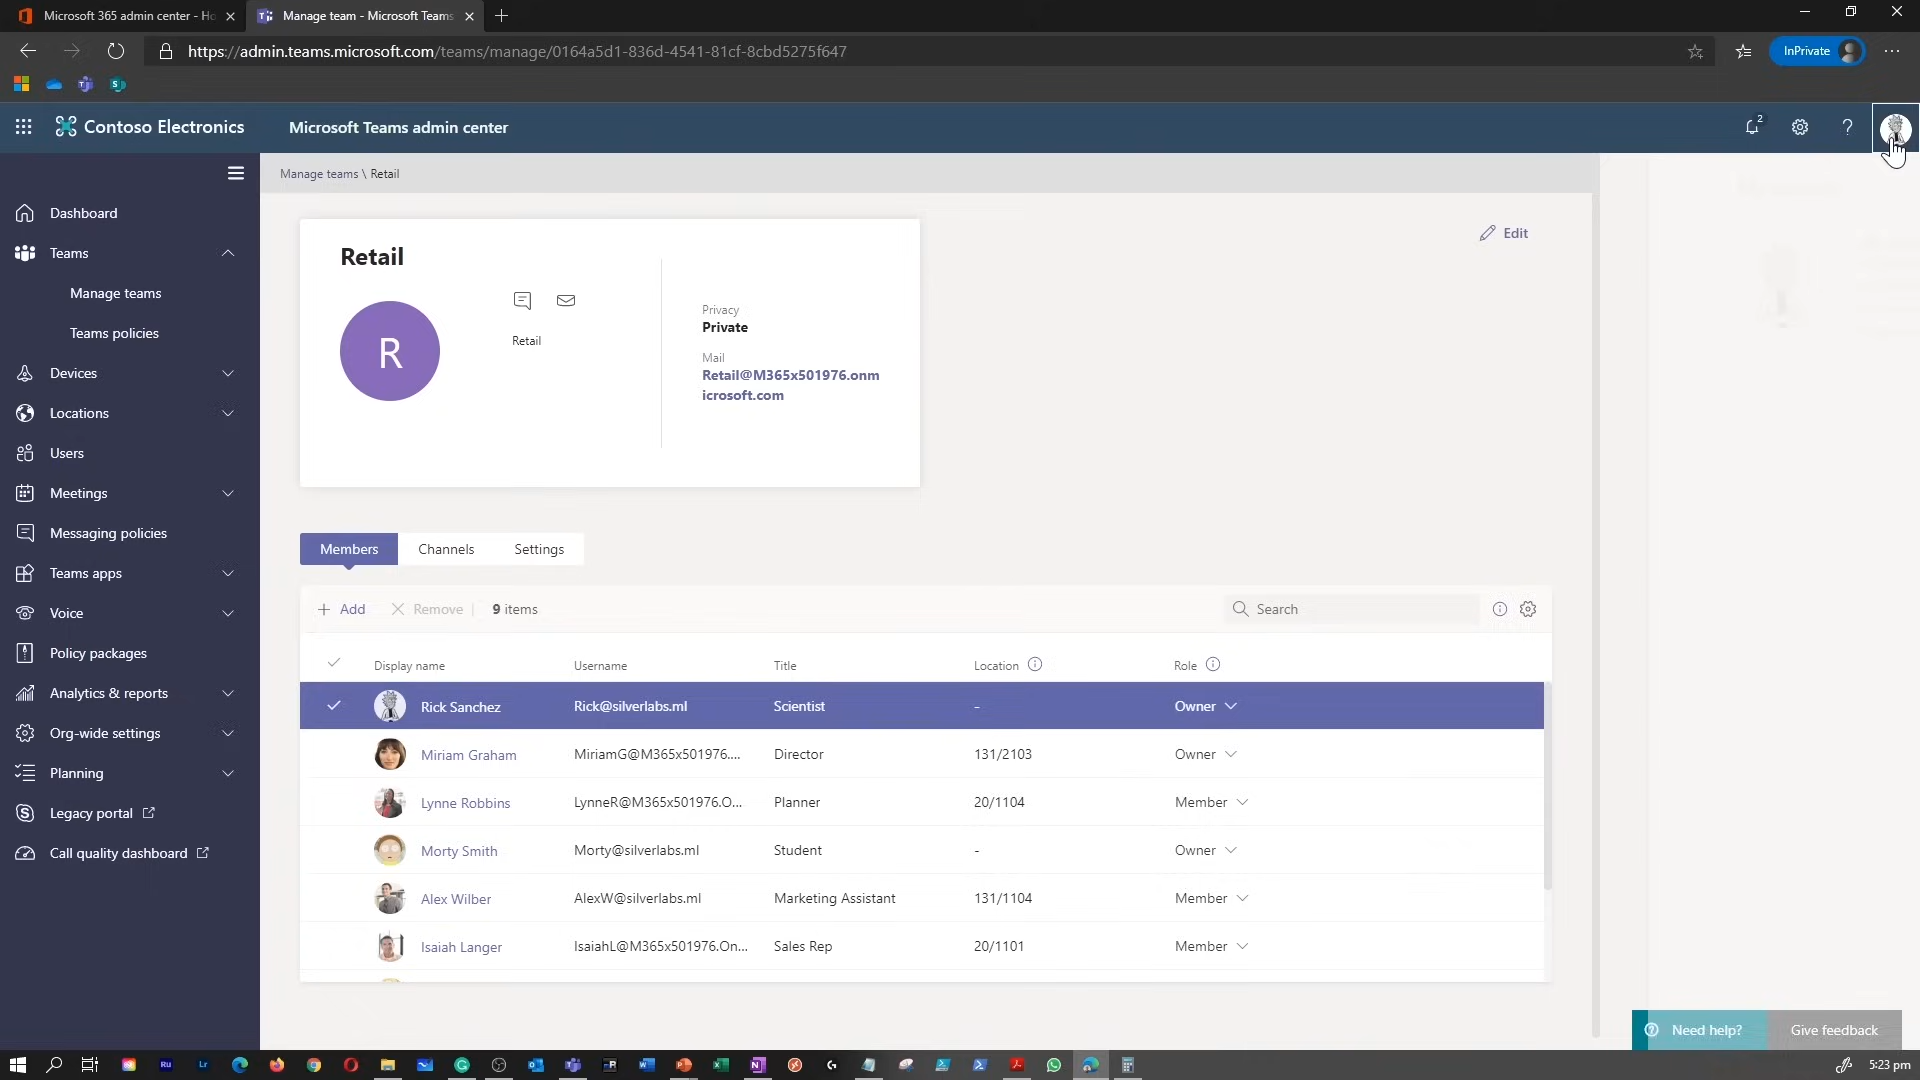 Microsoft 365 admin center - Ho
Manage team - Microsoft Teams
https://admin.teams.microsoft.com/teams/manage/0164a5d1-836d-4541-81cf-8cbd5275f647
InPrivate
Contoso Electronics
Microsoft Teams admin center
2
Manage teams \ Retail
Dashboard
Teams
Manage teams
Teams policies
Devices
Locations
Users
Meetings
Messaging policies
Teams apps
Voice
Policy packages
Analytics & reports
Org-wide settings
Planning
Legacy portal
Call quality dashboard
Retail
Edit
R
Retail
Privacy
Private
Mail
Retail@M365x501976.onm
icrosoft.com
Members Channels Settings
Add Remove 9 items Search
Display name Username Title Location Role
Rick Sanchez Rick@silverlabs.ml Scientist - Owner
Miriam Graham MiriamG@M365x501976.... Director 131/2103 Owner
Lynne Robbins LynneR@M365x501976.O... Planner 20/1104 Member
Morty Smith Morty@silverlabs.ml Student - Owner
Alex Wilber AlexW@silverlabs.ml Marketing Assistant 131/1104 Member
Isaiah Langer IsaiahL@M365x501976.On... Sales Rep 20/1101 Member
Need help? Give feedback
5:23 pm